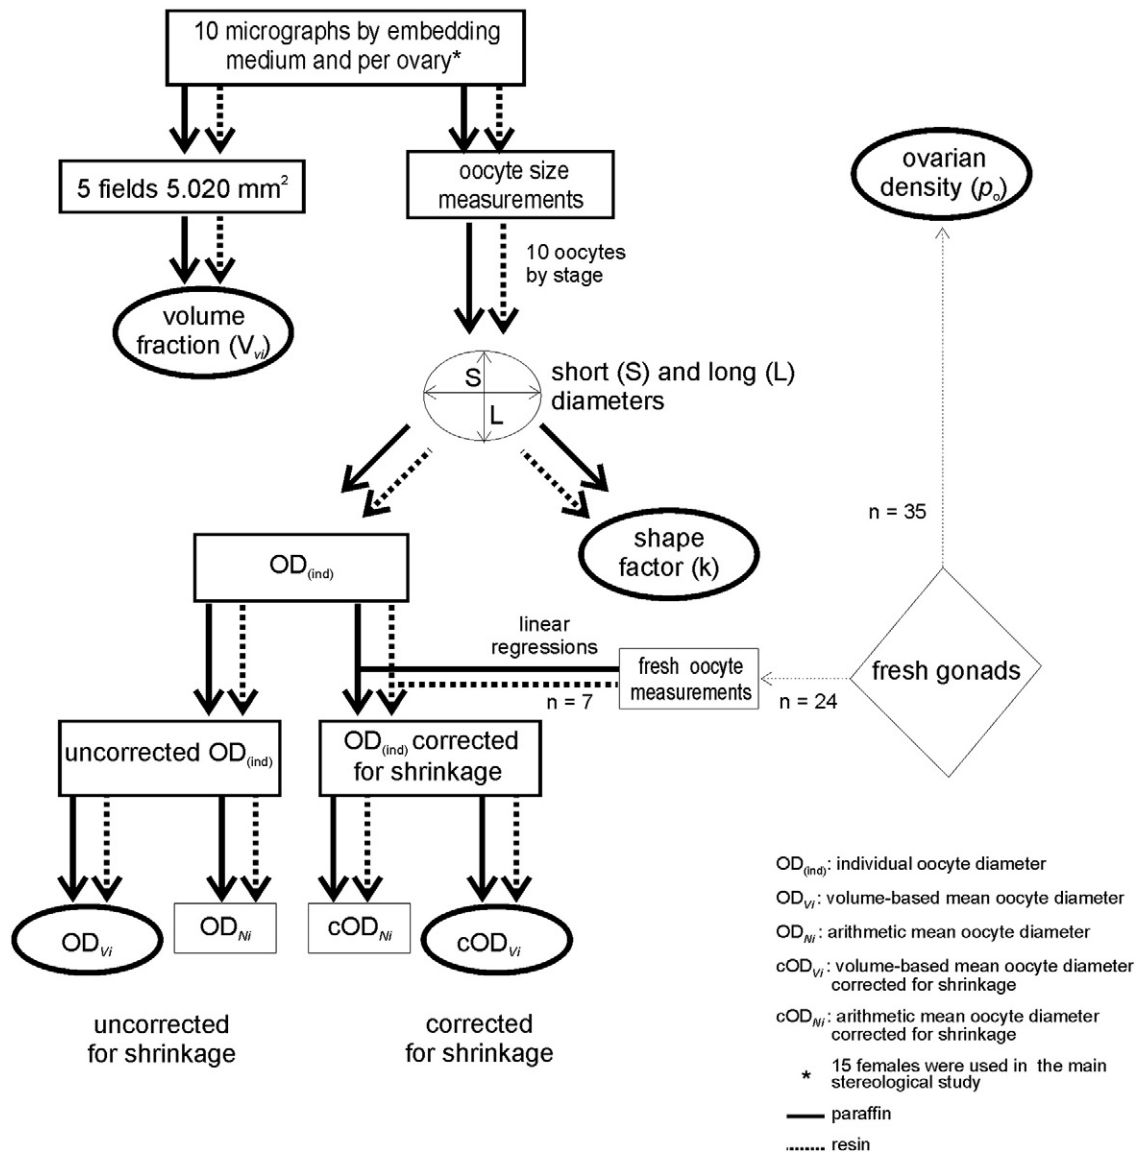 10 micrographs by embedding
medium and per ovary*
5 fields 5.020 mm²
oocyte size
measurements
ovarian
density (pₒ)
10 oocytes
by stage
volume
fraction (Vvi)
S
L
short (S) and long (L)
diameters
n = 35
shape
factor (k)
OD(ind)
linear
regressions
fresh oocyte
measurements
fresh gonads
n = 7
n = 24
uncorrected OD(ind)
OD(ind) corrected
for shrinkage
ODVi
ODNi
cODNi
cODVi
uncorrected
for shrinkage
corrected
for shrinkage
OD(ind): individual oocyte diameter
ODVi: volume-based mean oocyte diameter
ODNi: arithmetic mean oocyte diameter
cODVi: volume-based mean oocyte diameter
corrected for shrinkage
cODNi: arithmetic mean oocyte diameter
corrected for shrinkage
* 15 females were used in the main
stereological study
paraffin
resin